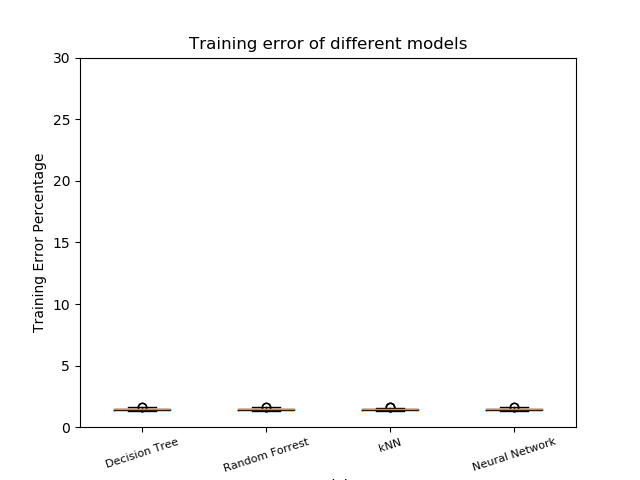 Training error of different models
Training Error Percentage
30
25
20
15
10
5
0
Decision Tree
Random Forrest
kNN
Neural Network